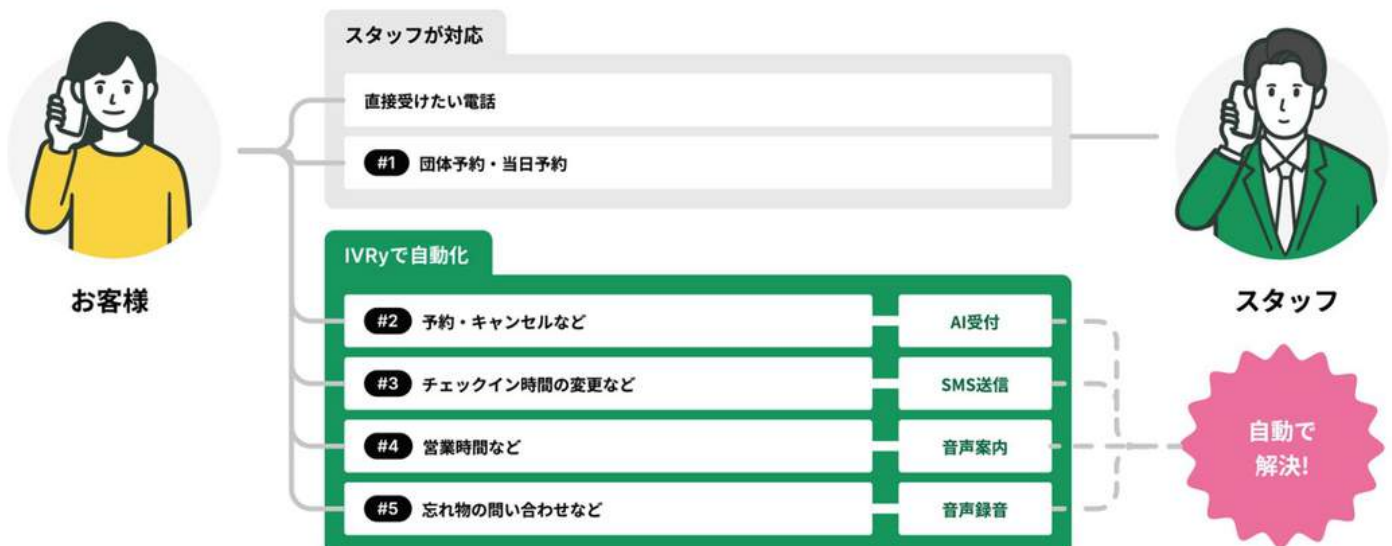 スタッフが対応
直接受けたい電話
#1 団体予約・当日予約
お客様
スタッフ
IVRyで自動化
#2 予約・キャンセルなど AI受付
#3 チェックイン時間の変更など SMS送信
#4 営業時間など 音声案内
#5 忘れ物の問い合わせなど 音声録音
自動で
解決!